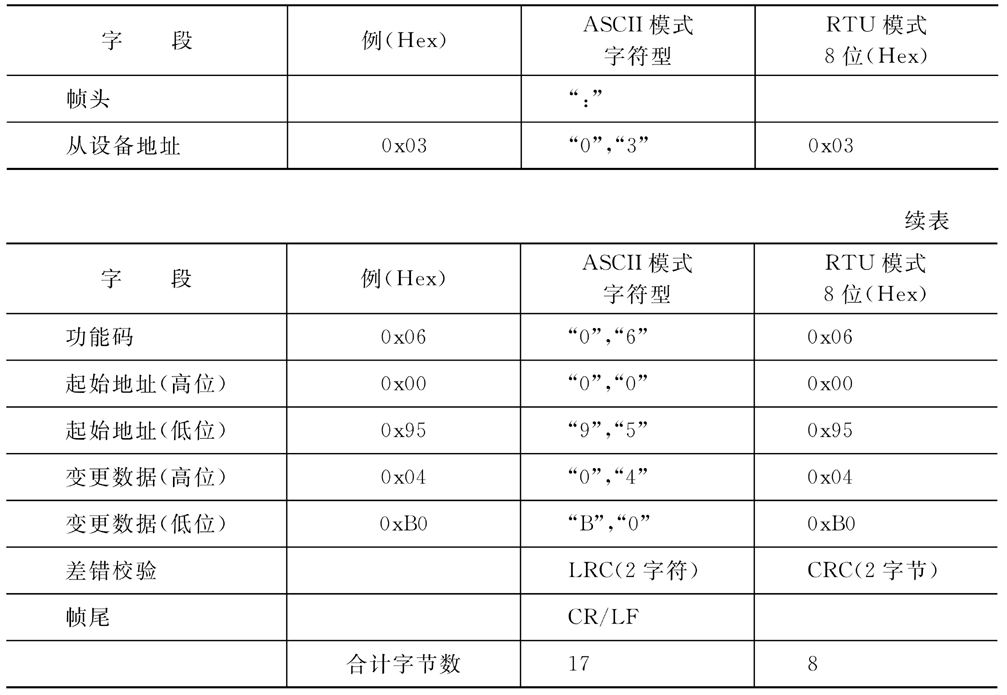 字　段 例(Hex) ASCII 模式 字符型 RTU 模式 8 位(Hex)
帧头 “:”
从设备地址 0x03 “0”,“3” 0x03
续表
字　段 例(Hex) ASCII 模式 字符型 RTU 模式 8 位(Hex)
功能码 0x06 “0”,“6” 0x06
起始地址(高位) 0x00 “0”,“0” 0x00
起始地址(低位) 0x95 “9”,“5” 0x95
变更数据(高位) 0x04 “0”,“4” 0x04
变更数据(低位) 0xB0 “B”,“0” 0xB0
差错校验 LRC(2 字符) CRC(2 字节)
帧尾 CR/LF
合计字节数 17 8